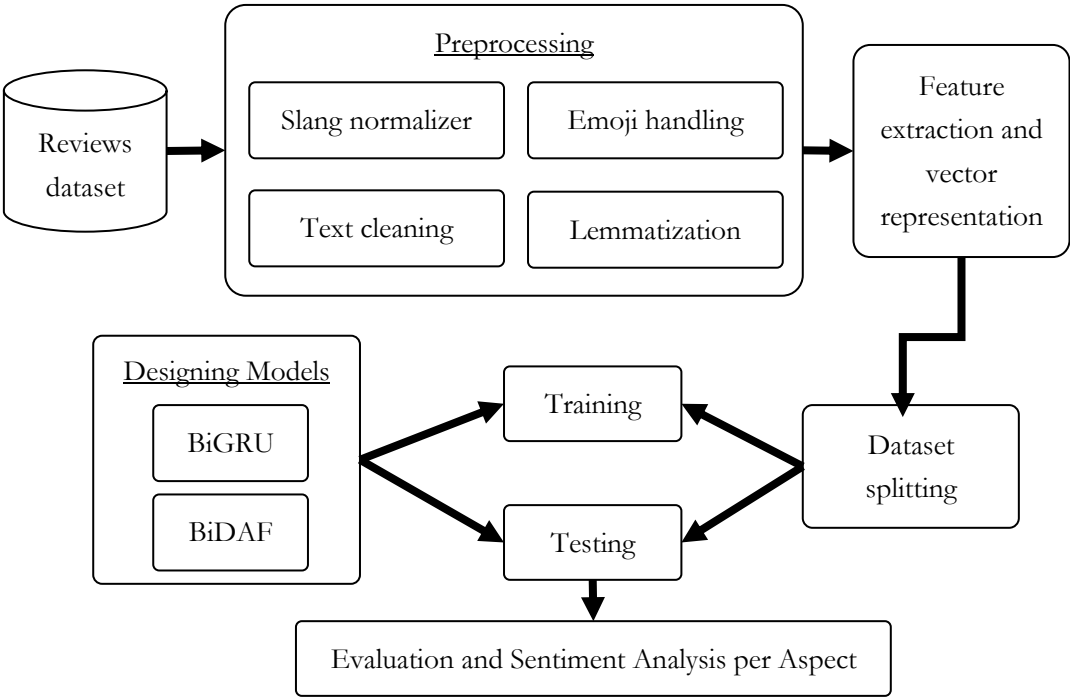 Reviews
dataset
Preprocessing
Slang normalizer
Emoji handling
Text cleaning
Lemmatization
Feature
extraction and
vector
representation
Designing Models
BiGRU
BiDAF
Training
Testing
Dataset
splitting
Evaluation and Sentiment Analysis per Aspect